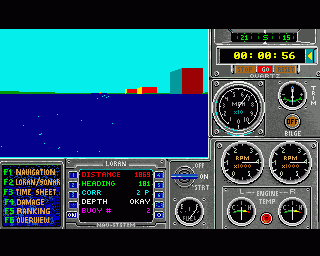 21 S 15
00:00:56
GO
QUARTZ
MPH
TRIM
OFF
BILGE
RPM
RPM
LORAN
F1 NAVIGATION
F2 LORAN/SONAR
F3 TIME SHEET
F4 DAMAGE
F5 RANKING
F6 OVERVIEW
DISTANCE
HEADING 181
CORR 2 P
DEPTH OKAY
BUOY # 2
NAV-SYSTEM
OFF
ON
STRT
FUEL
L ENGINE R
TEMP